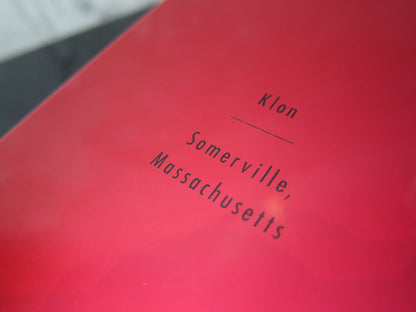 Klon
Somerville,
Massachusetts